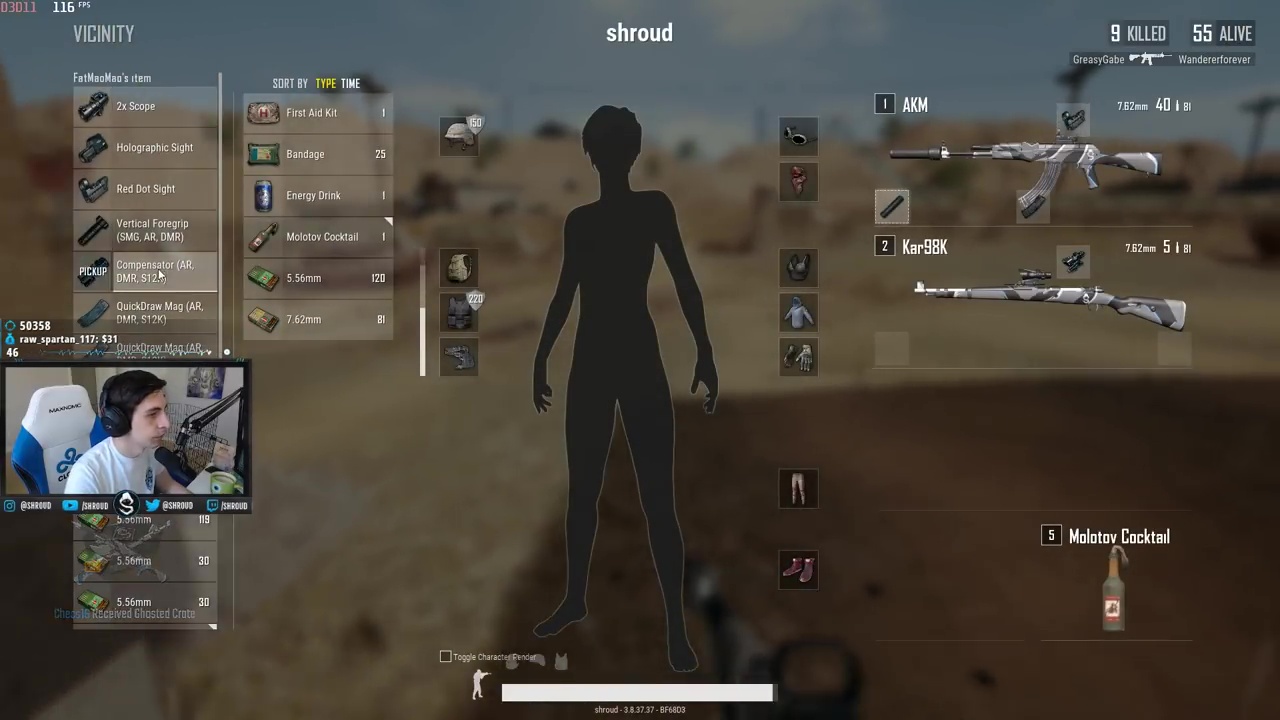 D3D11 116 FPS
VICINITY
shroud
9 KILLED 55 ALIVE
GreasyGabe Wandererforever
FatMaoMao's item
2x Scope
Holographic Sight
Red Dot Sight
Vertical Foregrip
(SMG, AR, DMR)
PICKUP
Compensator (AR,
DMR, S12K)
QuickDraw Mag (AR,
DMR, S12K)
QuickDraw Mag (AR,
50358
raw_spartan_117: $31
46
MAXNOMIC
@SHROUD /SHROUD @SHROUD /SHROUD
5.56mm 119
5.56mm 30
5.56mm 30
Received Ghosted Crate
SORT BY TYPE TIME
First Aid Kit 1
Bandage 25
Energy Drink 1
Molotov Cocktail 1
5.56mm 120
7.62mm 81
150
220
1 AKM 7.62mm 40 81
2 Kar98K 7.62mm 5 81
5 Molotov Cocktail
Toggle Character Render
shroud - 3.8.37.37 - BF68D3